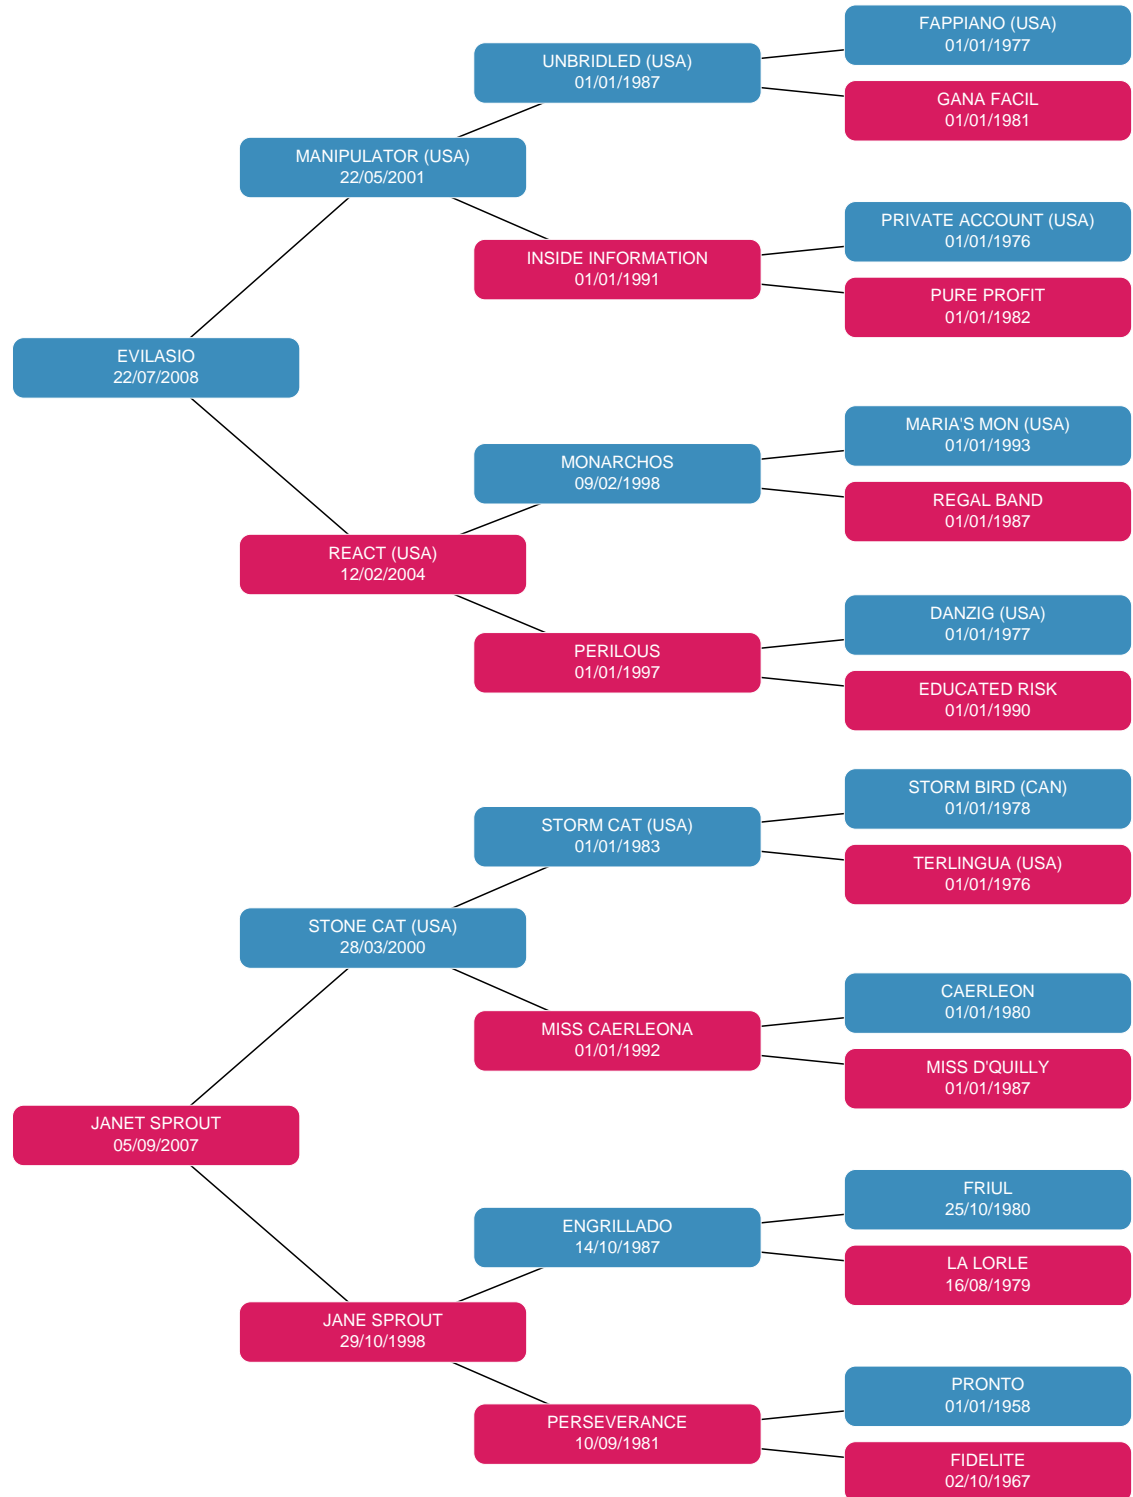 FAPPIANO (USA)
01/01/1977
UNBRIDLED (USA)
01/01/1987
GANA FACIL
01/01/1981
MANIPULATOR (USA)
22/05/2001
PRIVATE ACCOUNT (USA)
01/01/1976
INSIDE INFORMATION
01/01/1991
PURE PROFIT
01/01/1982
EVILASIO
22/07/2008
MARIA'S MON (USA)
01/01/1993
MONARCHOS
09/02/1998
REGAL BAND
01/01/1987
REACT (USA)
12/02/2004
DANZIG (USA)
01/01/1977
PERILOUS
01/01/1997
EDUCATED RISK
01/01/1990
STORM BIRD (CAN)
01/01/1978
STORM CAT (USA)
01/01/1983
TERLINGUA (USA)
01/01/1976
STONE CAT (USA)
28/03/2000
CAERLEON
01/01/1980
MISS CAERLEONA
01/01/1992
MISS D'QUILLY
01/01/1987
JANET SPROUT
05/09/2007
FRIUL
25/10/1980
ENGRILLADO
14/10/1987
LA LORLE
16/08/1979
JANE SPROUT
29/10/1998
PRONTO
01/01/1958
PERSEVERANCE
10/09/1981
FIDELITE
02/10/1967